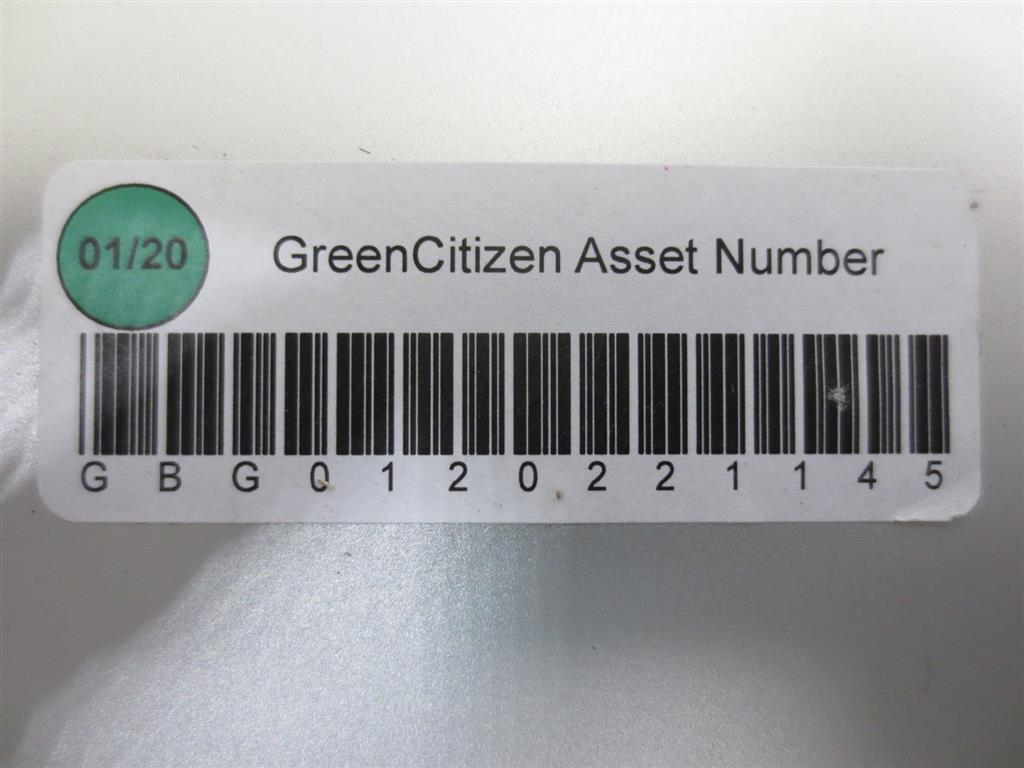 01/20
GreenCitizen Asset Number
G B G 0 1 2 0 2 2 1 1 4 5